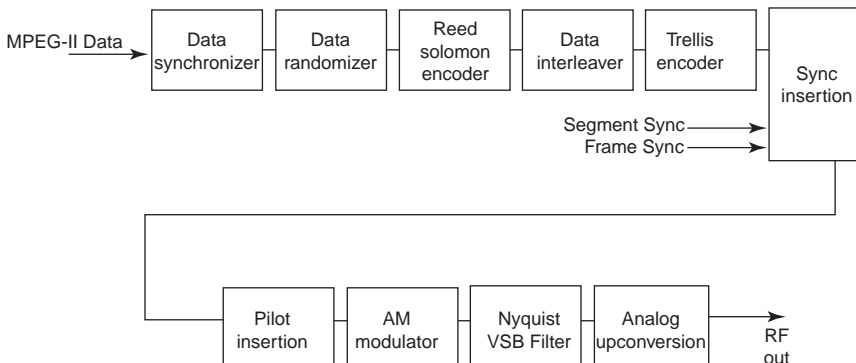 MPEG-II Data
Data
synchronizer
Data
randomizer
Reed
solomon
encoder
Data
interleaver
Trellis
encoder
Sync
insertion
Segment Sync
Frame Sync
Pilot
insertion
AM
modulator
Nyquist
VSB Filter
Analog
upconversion
RF
out